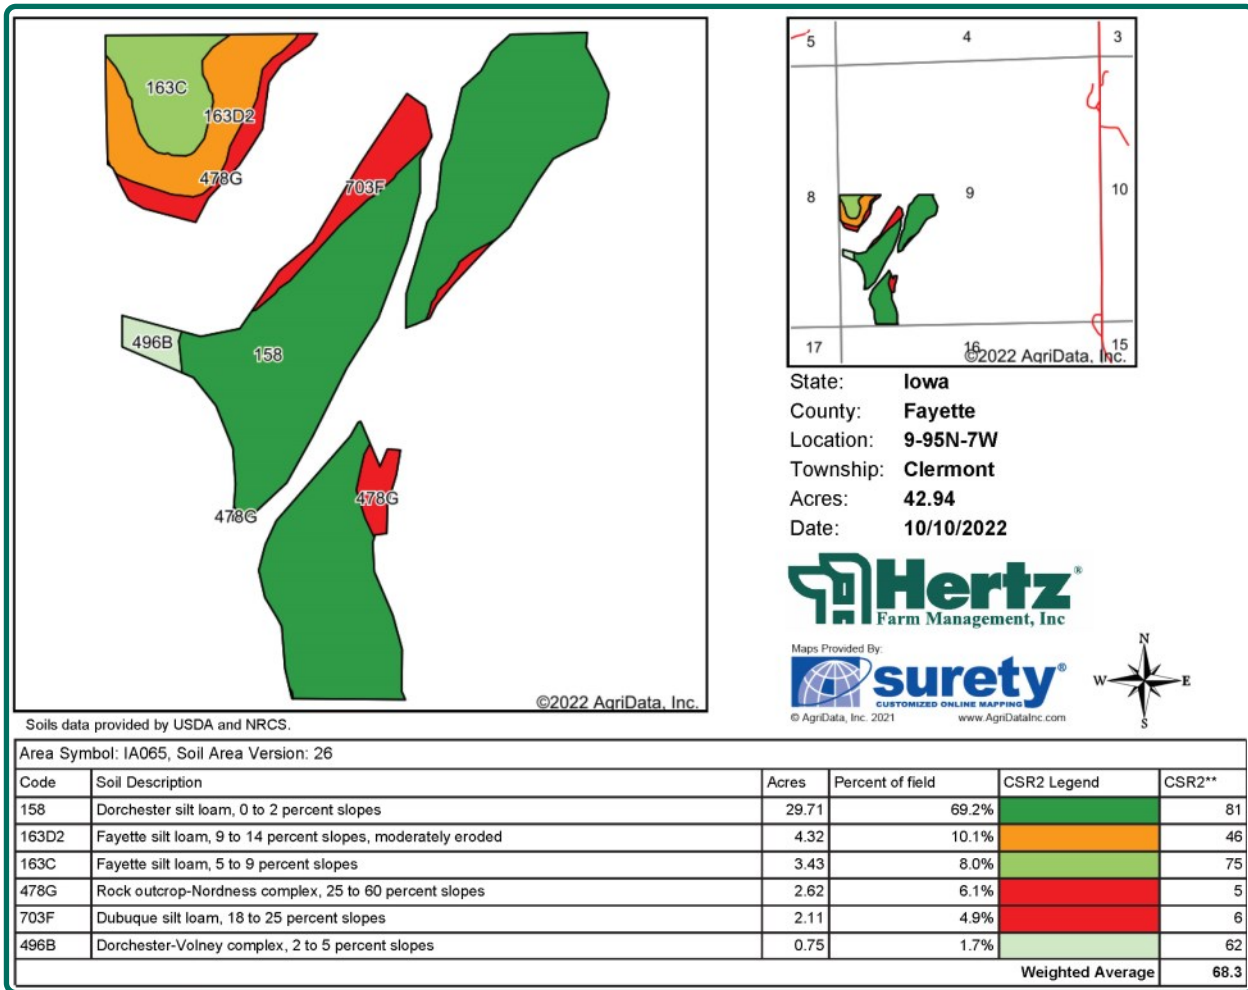 163C
163D2
478G
703F
496B
158
478G
478G
©2022 AgriData, Inc.
5
4
3
8
9
10
17
16
15
©2022 AgriData, Inc.
State: Iowa
County: Fayette
Location: 9-95N-7W
Township: Clermont
Acres: 42.94
Date: 10/10/2022
Hertz®
Farm Management, Inc
Maps Provided By:
surety®
CUSTOMIZED ONLINE MAPPING
© AgriData, Inc. 2021 www.AgriDataInc.com
N
W E
S
Soils data provided by USDA and NRCS.
Area Symbol: IA065, Soil Area Version: 26
Code Soil Description Acres Percent of field CSR2 Legend CSR2**
158 Dorchester silt loam, 0 to 2 percent slopes 29.71 69.2% 81
163D2 Fayette silt loam, 9 to 14 percent slopes, moderately eroded 4.32 10.1% 46
163C Fayette silt loam, 5 to 9 percent slopes 3.43 8.0% 75
478G Rock outcrop-Nordness complex, 25 to 60 percent slopes 2.62 6.1% 5
703F Dubuque silt loam, 18 to 25 percent slopes 2.11 4.9% 6
496B Dorchester-Volney complex, 2 to 5 percent slopes 0.75 1.7% 62
Weighted Average 68.3